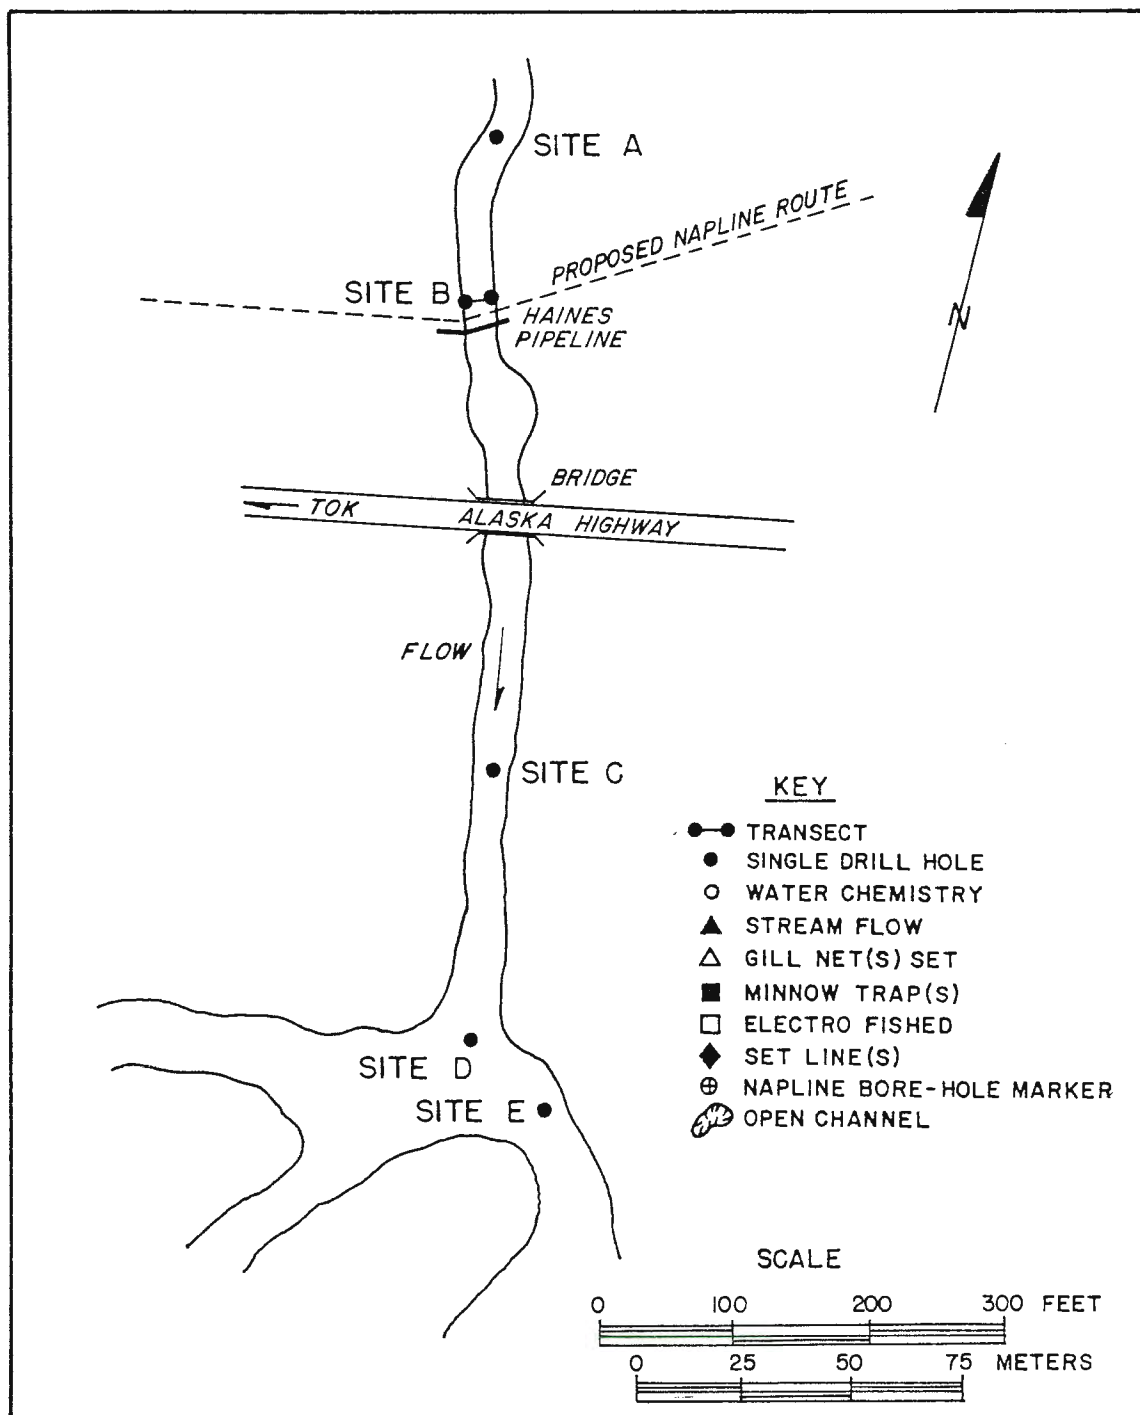 SITE A
PROPOSED NAPLINE ROUTE
SITE B
HAINES
PIPELINE
N
BRIDGE
TOK
ALASKA HIGHWAY
FLOW
SITE C
KEY
TRANSECT
SINGLE DRILL HOLE
WATER CHEMISTRY
STREAM FLOW
GILL NET(S) SET
MINNOW TRAP(S)
ELECTRO FISHED
SET LINE(S)
NAPLINE BORE-HOLE MARKER
OPEN CHANNEL
SITE D
SITE E
SCALE
0 100 200 300 FEET
0 25 50 75 METERS